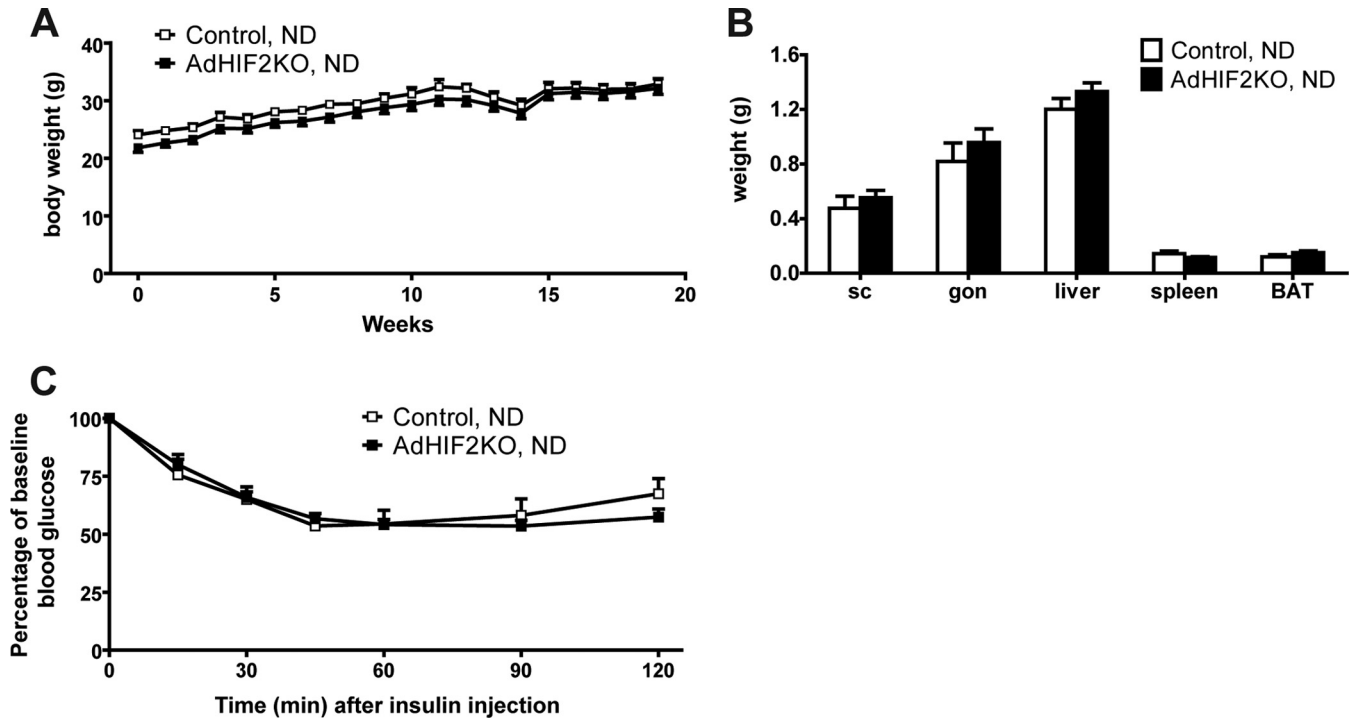 A
Control, ND
AdHIF2KO, ND
body weight (g)
40
30
20
10
0
0 5 10 15 20
Weeks
B
Control, ND
AdHIF2KO, ND
weight (g)
1.6
1.2
0.8
0.4
0.0
sc gon liver spleen BAT
C
Control, ND
AdHIF2KO, ND
Percentage of baseline
blood glucose
100
75
50
25
0
0 30 60 90 120
Time (min) after insulin injection